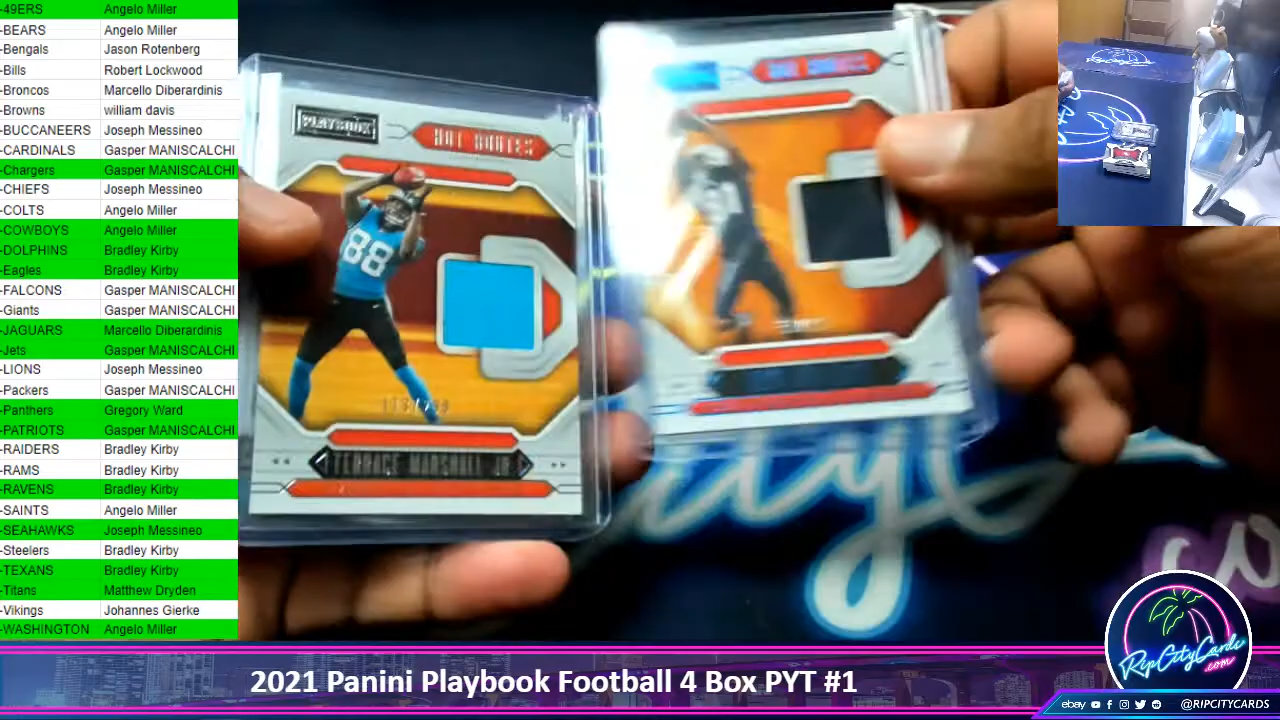 -49ERS Angelo Miller
-BEARS Angelo Miller
-Bengals Jason Rotenberg
-Bills Robert Lockwood
-Broncos Marcello Diberardinis
-Browns william davis
-BUCCANEERS Joseph Messineo
-CARDINALS Gasper MANISCALCHI
-Chargers Gasper MANISCALCHI
-CHIEFS Joseph Messineo
-COLTS Angelo Miller
-COWBOYS Angelo Miller
-DOLPHINS Bradley Kirby
-Eagles Bradley Kirby
-FALCONS Gasper MANISCALCHI
-Giants Gasper MANISCALCHI
-JAGUARS Marcello Diberardinis
-Jets Gasper MANISCALCHI
-LIONS Joseph Messineo
-Packers Gasper MANISCALCHI
-Panthers Gregory Ward
-PATRIOTS Gasper MANISCALCHI
-RAIDERS Bradley Kirby
-RAMS Bradley Kirby
-RAVENS Bradley Kirby
-SAINTS Angelo Miller
-SEAHAWKS Joseph Messineo
-Steelers Bradley Kirby
-TEXANS Bradley Kirby
-Titans Matthew Dryden
-Vikings Johannes Gierke
-WASHINGTON Angelo Miller
PLAYBOOK
HOT ROUTES
88
TERRACE MARSHALL JR.
RipCityCards
.com
2021 Panini Playbook Football 4 Box PYT #1
ebay @RIPCITYCARDS